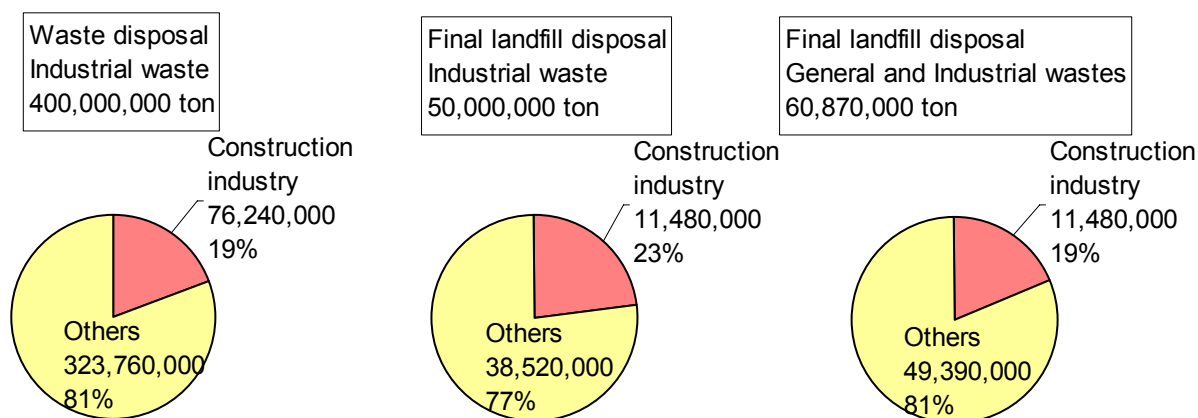 Waste disposal
Industrial waste
400,000,000 ton
Construction
industry
76,240,000
19%
Others
323,760,000
81%
Final landfill disposal
Industrial waste
50,000,000 ton
Construction
industry
11,480,000
23%
Others
38,520,000
77%
Final landfill disposal
General and Industrial wastes
60,870,000 ton
Construction
industry
11,480,000
19%
Others
49,390,000
81%